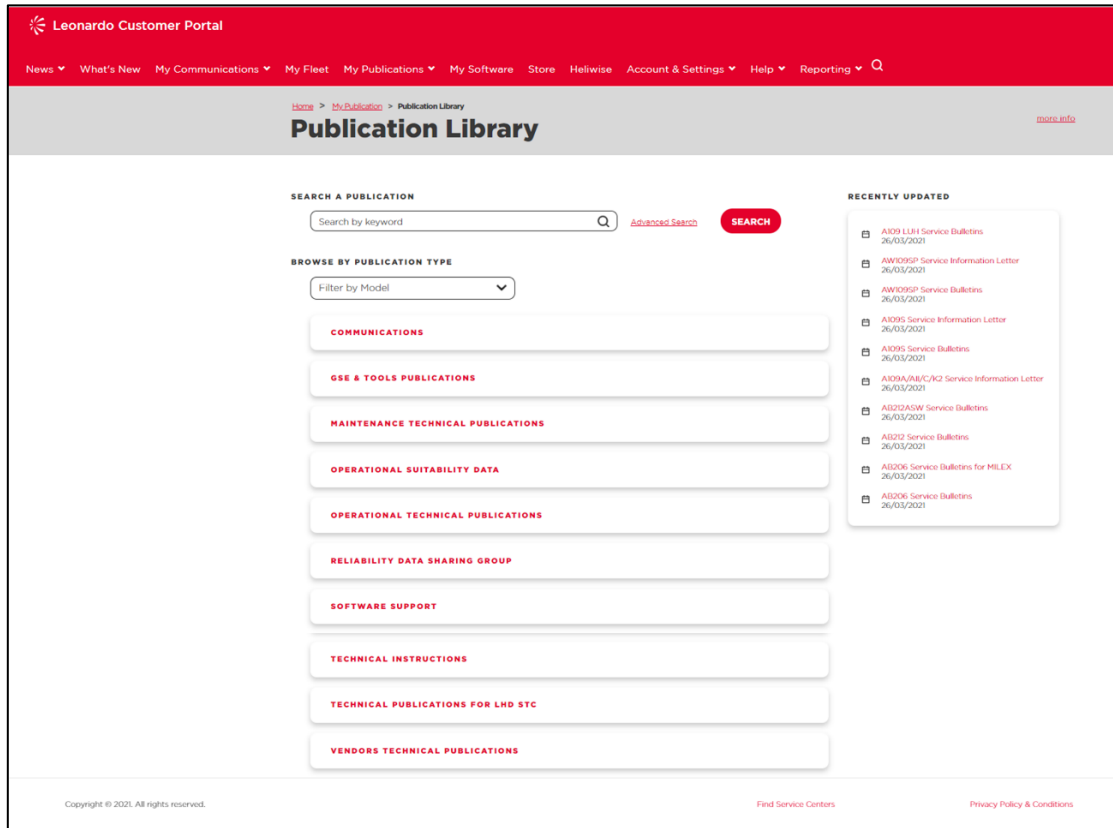 Leonardo Customer Portal
News What's New My Communications My Fleet My Publications My Software Store Heliwise Account & Settings Help Reporting
Home > My Publication > Publication Library
Publication Library
more info
SEARCH A PUBLICATION
Search by keyword
Advanced Search
SEARCH
BROWSE BY PUBLICATION TYPE
Filter by Model
COMMUNICATIONS
GSE & TOOLS PUBLICATIONS
MAINTENANCE TECHNICAL PUBLICATIONS
OPERATIONAL SUITABILITY DATA
OPERATIONAL TECHNICAL PUBLICATIONS
RELIABILITY DATA SHARING GROUP
SOFTWARE SUPPORT
TECHNICAL INSTRUCTIONS
TECHNICAL PUBLICATIONS FOR LHD STC
VENDORS TECHNICAL PUBLICATIONS
RECENTLY UPDATED
A109 LUH Service Bulletins
26/03/2021
AW109SP Service Information Letter
26/03/2021
AW109SP Service Bulletins
26/03/2021
A109S Service Information Letter
26/03/2021
A109S Service Bulletins
26/03/2021
A109A/AII/C/K2 Service Information Letter
26/03/2021
AB212ASW Service Bulletins
26/03/2021
AB212 Service Bulletins
26/03/2021
AB206 Service Bulletins for MILEX
26/03/2021
AB206 Service Bulletins
26/03/2021
Copyright © 2021. All rights reserved.
Find Service Centers
Privacy Policy & Conditions